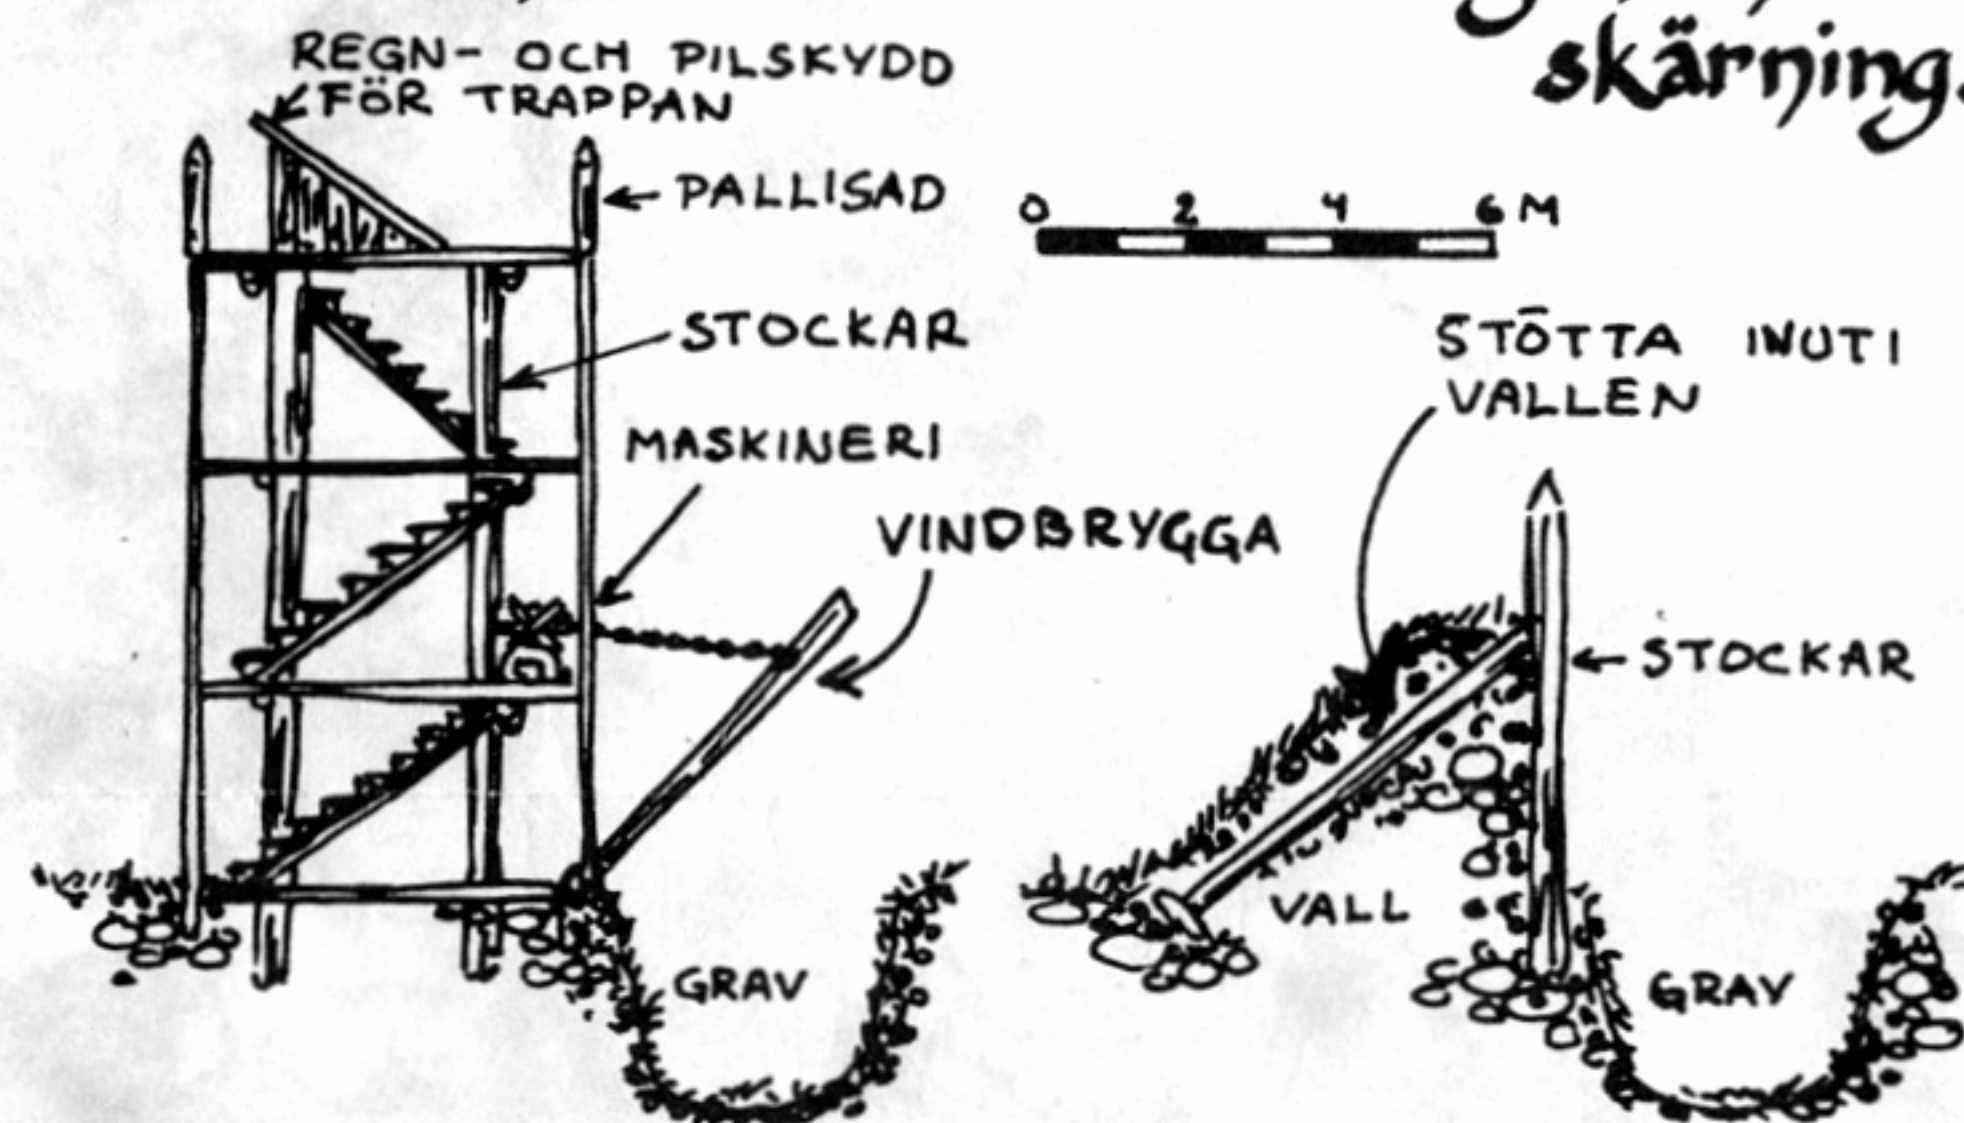 skärning.
REGN- OCH PILSKYDD
FÖR TRAPPAN
PALLISAD
0 2 4 6 M
STOCKAR
STÖTTA INUTI
VALLEN
MASKINERI
VINDBRYGGA
STOCKAR
VALL
GRAV
GRAV